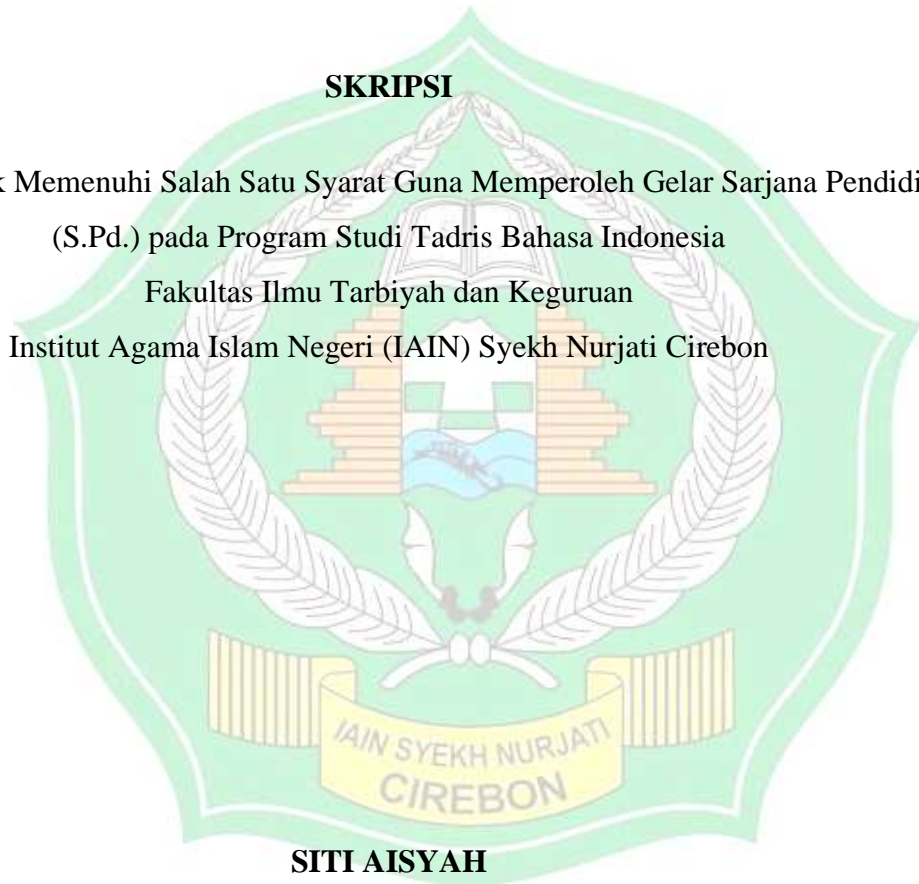 SKRIPSI
k Memenuhi Salah Satu Syarat Guna Memperoleh Gelar Sarjana Pendidi
(S.Pd.) pada Program Studi Tadris Bahasa Indonesia
Fakultas Ilmu Tarbiyah dan Keguruan
Institut Agama Islam Negeri (IAIN) Syekh Nurjati Cirebon
IAIN SYEKH NURJATI
CIREBON
SITI AISYAH